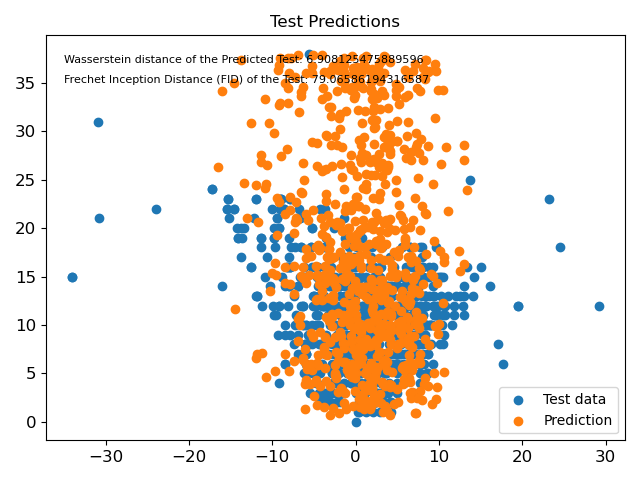 Test Predictions
Wasserstein distance of the Predicted Test: 6.908125475889596
Frechet Inception Distance (FID) of the Test: 79.06586194316587
35
30
25
20
15
10
5
0
−30 −20 −10 0 10 20 30
Test data
Prediction